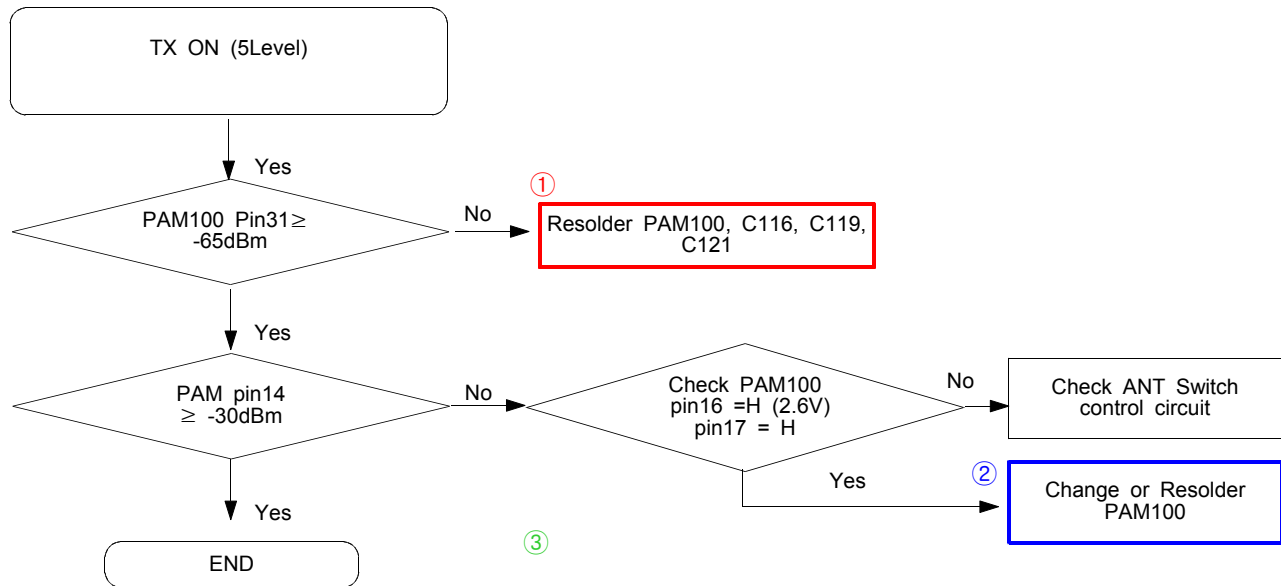 TX ON (5Level)
Yes
①
PAM100 Pin31≥
-65dBm
No
Resolder PAM100, C116, C119,
C121
Yes
PAM pin14
≥ -30dBm
No
Check PAM100
pin16 =H (2.6V)
pin17 = H
No
Check ANT Switch
control circuit
Yes
②
Change or Resolder
PAM100
Yes
③
END